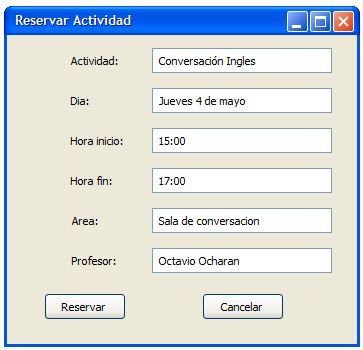 Reservar Actividad
Actividad: Conversación Ingles
Dia: Jueves 4 de mayo
Hora inicio: 15:00
Hora fin: 17:00
Area: Sala de conversacion
Profesor: Octavio Ocharan
Reservar Cancelar